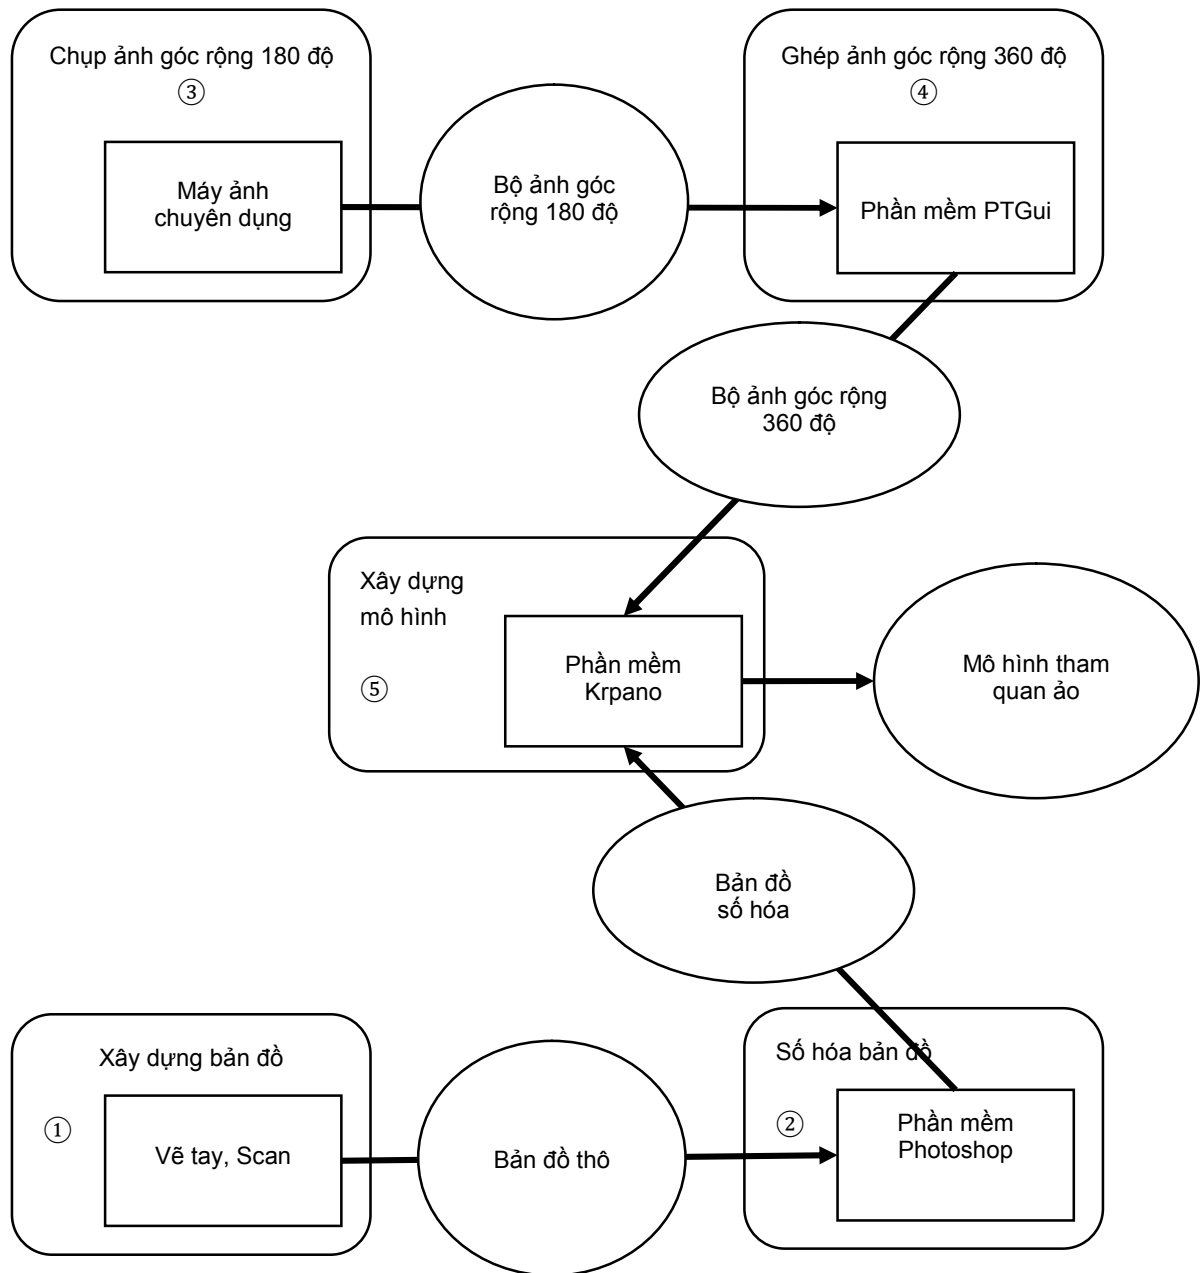 Chụp ảnh góc rộng 180 độ
③
Máy ảnh
chuyên dụng
Bộ ảnh góc
rộng 180 độ
Ghép ảnh góc rộng 360 độ
④
Phần mềm PTGui
Bộ ảnh góc rộng
360 độ
Xây dựng
mô hình
⑤
Phần mềm
Krpano
Mô hình tham
quan ảo
Bản đồ
số hóa
Xây dựng bản đồ
①
Vẽ tay, Scan
Bản đồ thô
Số hóa bản đồ
②
Phần mềm
Photoshop